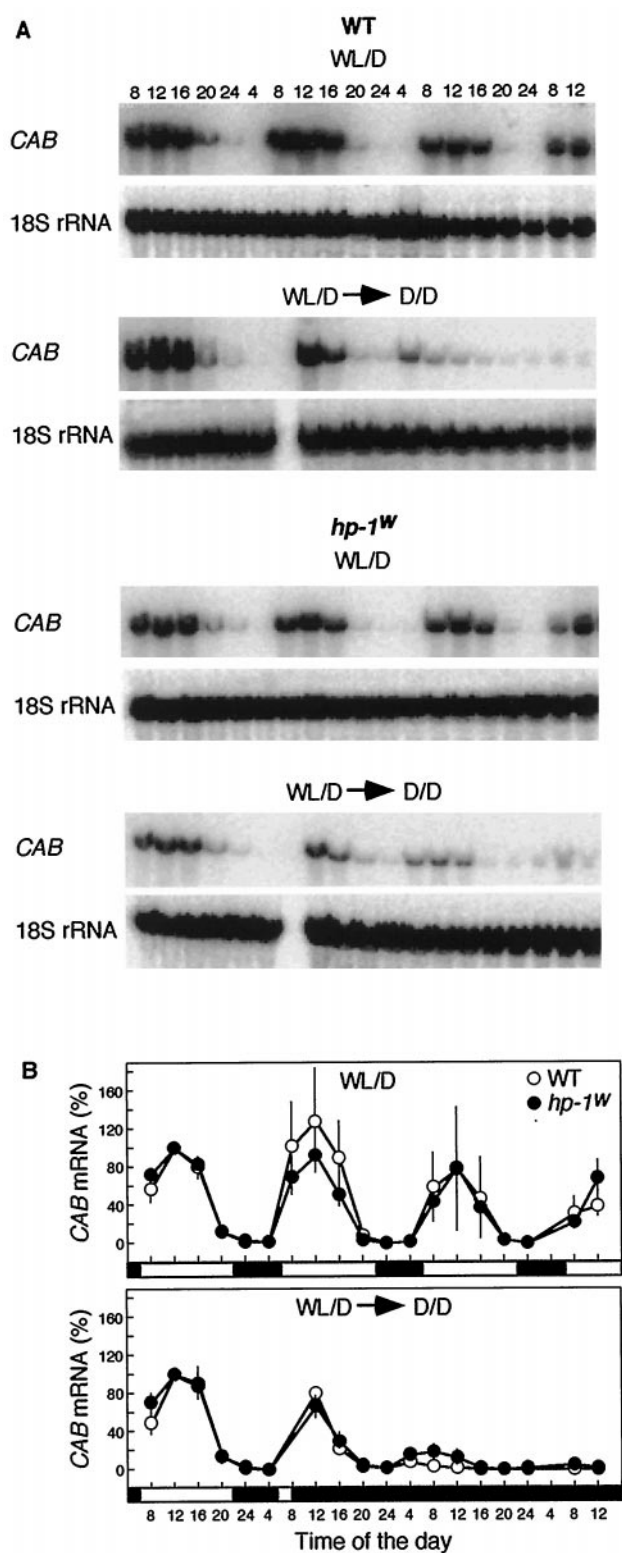 A
WT
WL/D
8 12 16 20 24 4 8 12 16 20 24 4 8 12 16 20 24 8 12
CAB
18S rRNA
WL/D → D/D
CAB
18S rRNA
hp-1ᵂ
WL/D
CAB
18S rRNA
WL/D → D/D
CAB
18S rRNA
B
WL/D
WT
hp-1ᵂ
CAB mRNA (%)
160
120
80
40
0
WL/D → D/D
CAB mRNA (%)
160
120
80
40
0
8 12 16 20 24 4 8 12 16 20 24 4 8 12 16 20 24 8 12
Time of the day